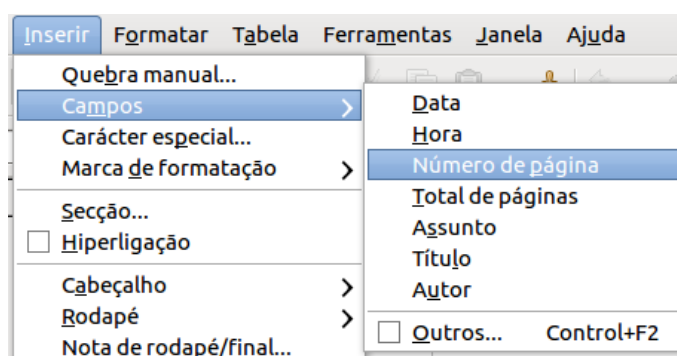 Inserir Formatar Tabela Ferramentas Janela Ajuda
Quebra manual...
Campos
Carácter especial...
Marca de formatação
Secção...
Hiperligação
Cabeçalho
Rodapé
Nota de rodapé/final...
Data
Hora
Número de página
Total de páginas
Assunto
Título
Autor
Outros... Control+F2